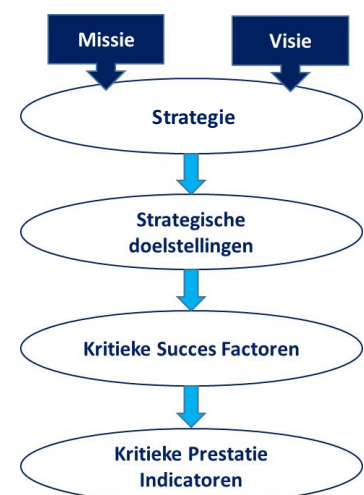 Missie
Visie
Strategie
Strategische
doelstellingen
Kritieke Succes Factoren
Kritieke Prestatie
Indicatoren